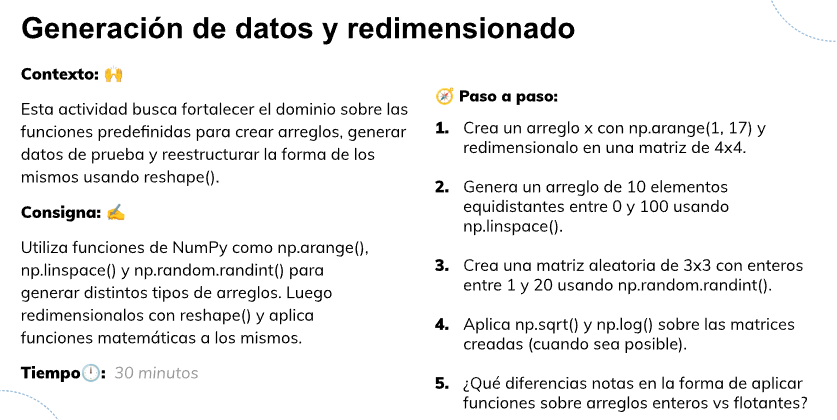 Generación de datos y redimensionado
Contexto: 🙌
Esta actividad busca fortalecer el dominio sobre las
funciones predefinidas para crear arreglos, generar
datos de prueba y reestructurar la forma de los
mismos usando reshape().
Consigna: ✍️
Utiliza funciones de NumPy como np.arange(),
np.linspace() y np.random.randint() para
generar distintos tipos de arreglos. Luego
redimensionalos con reshape() y aplica
funciones matemáticas a los mismos.
Tiempo🕛: 30 minutos
🧭 Paso a paso:
1. Crea un arreglo x con np.arange(1, 17) y
redimensionalo en una matriz de 4x4.
2. Genera un arreglo de 10 elementos
equidistantes entre 0 y 100 usando
np.linspace().
3. Crea una matriz aleatoria de 3x3 con enteros
entre 1 y 20 usando np.random.randint().
4. Aplica np.sqrt() y np.log() sobre las matrices
creadas (cuando sea posible).
5. ¿Qué diferencias notas en la forma de aplicar
funciones sobre arreglos enteros vs flotantes?